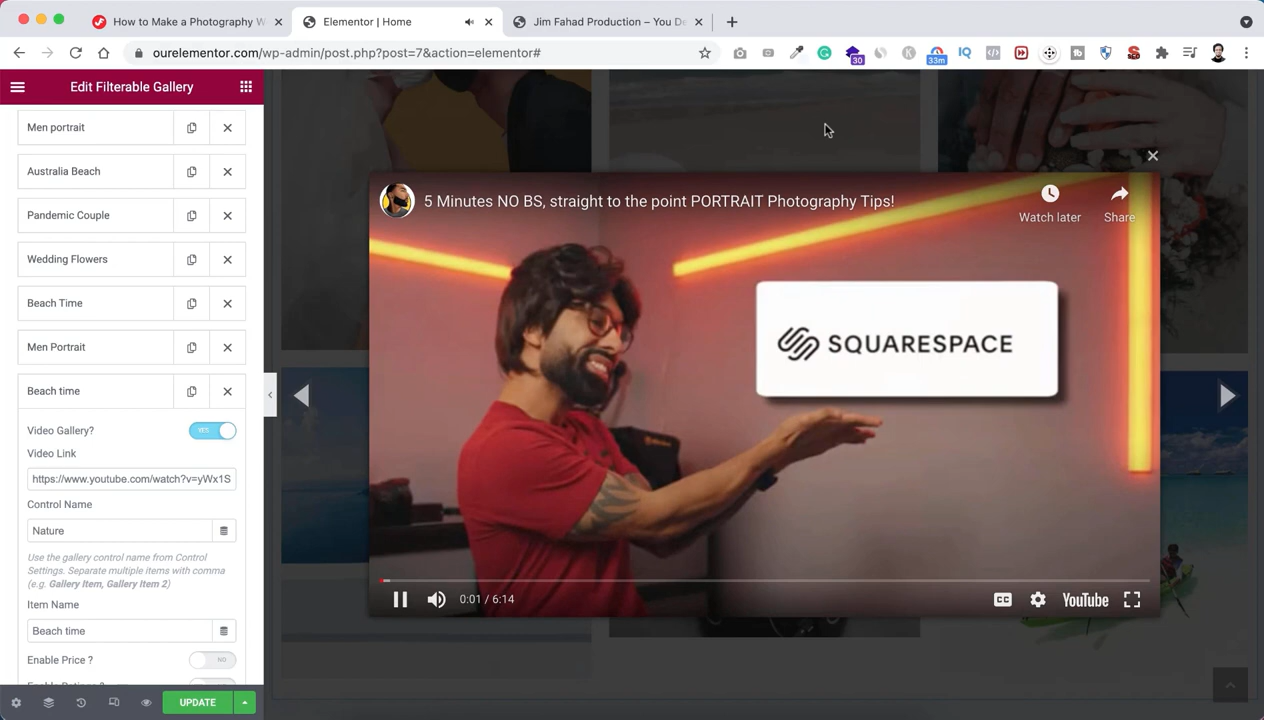 How to Make a Photography W
Elementor | Home
Jim Fahad Production – You De
ourelementor.com/wp-admin/post.php?post=7&action=elementor#
30
33m
IQ
Edit Filterable Gallery
Men portrait
Australia Beach
Pandemic Couple
Wedding Flowers
Beach Time
Men Portrait
Beach time
Video Gallery?
YES
Video Link
https://www.youtube.com/watch?v=yWx1S
Control Name
Nature
Use the gallery control name from Control
Settings. Separate multiple items with comma
(e.g. Gallery Item, Gallery Item 2)
Item Name
Beach time
Enable Price ?
NO
UPDATE
5 Minutes NO BS, straight to the point PORTRAIT Photography Tips!
Watch later
Share
SQUARESPACE
0:01 / 6:14
CC
YouTube